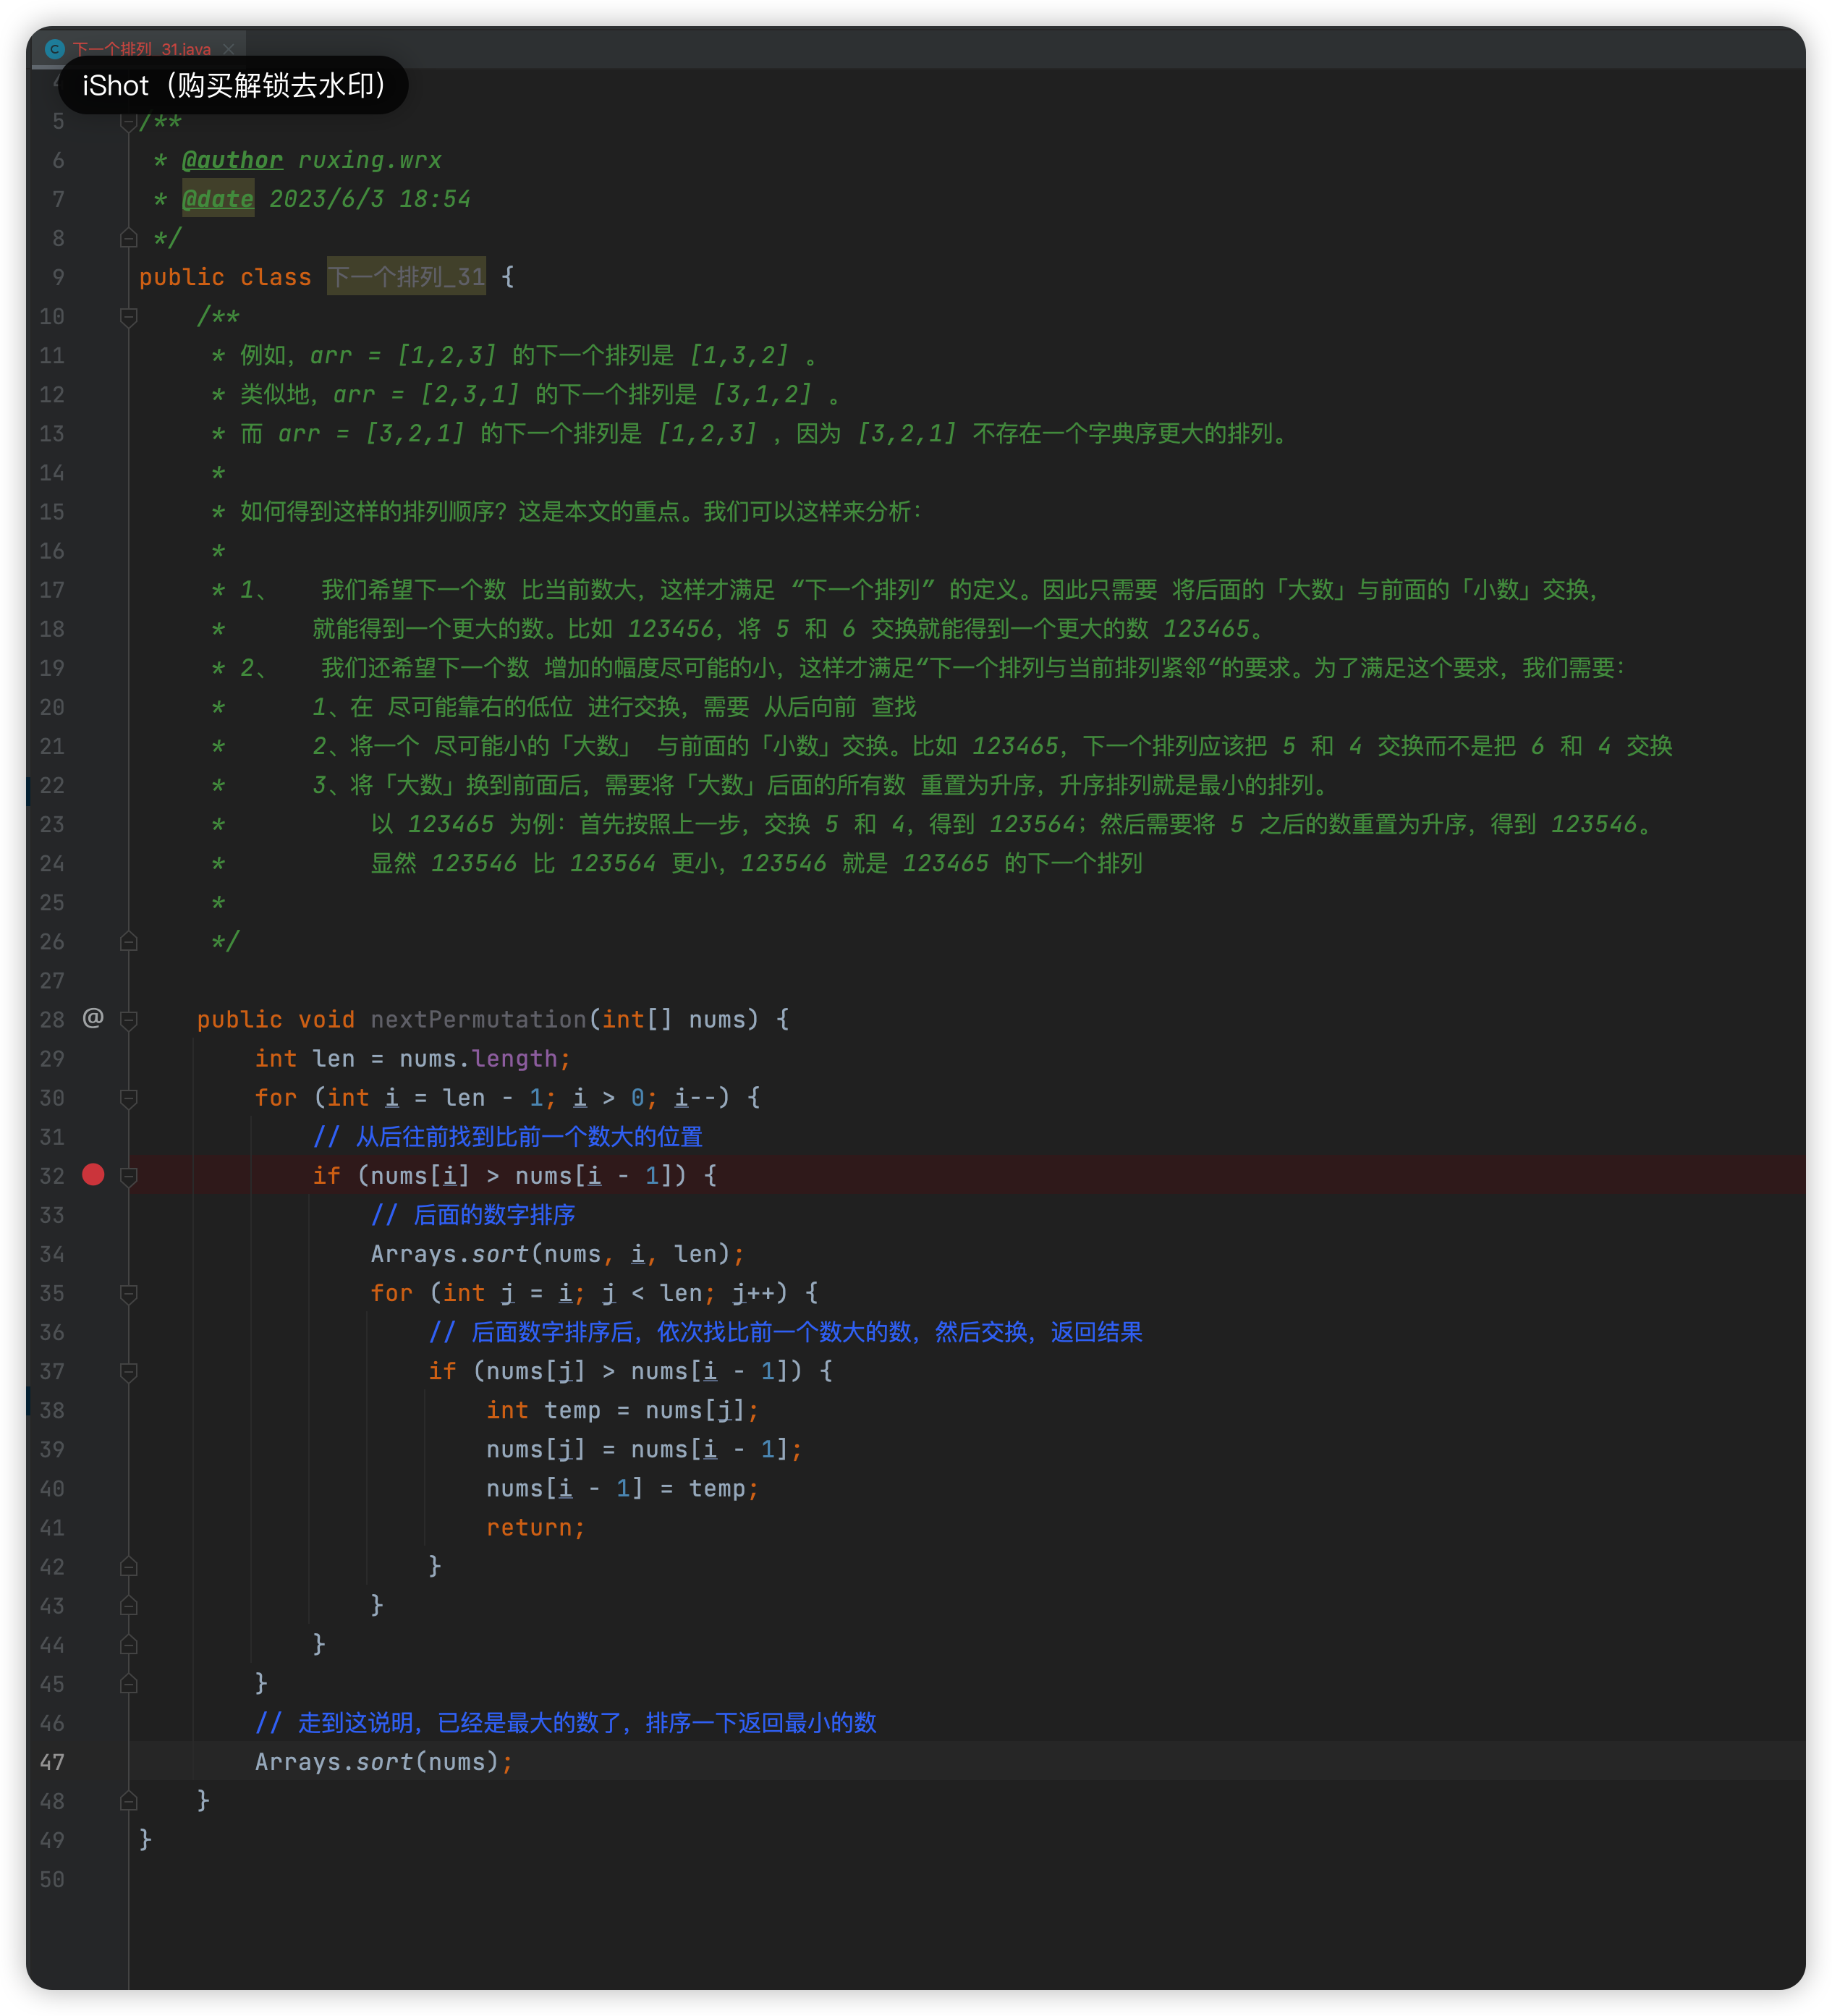 下一个排列_31.java
iShot（购买解锁去水印）
5 /**
6 * @author ruxing.wrx
7 * @date 2023/6/3 18:54
8 */
9 public class 下一个排列_31 {
10 /**
11 * 例如，arr = [1,2,3] 的下一个排列是 [1,3,2] 。
12 * 类似地，arr = [2,3,1] 的下一个排列是 [3,1,2] 。
13 * 而 arr = [3,2,1] 的下一个排列是 [1,2,3] ，因为 [3,2,1] 不存在一个字典序更大的排列。
14 *
15 * 如何得到这样的排列顺序？这是本文的重点。我们可以这样来分析：
16 *
17 * 1、 我们希望下一个数 比当前数大，这样才满足 “下一个排列” 的定义。因此只需要 将后面的「大数」与前面的「小数」交换，
18 * 就能得到一个更大的数。比如 123456，将 5 和 6 交换就能得到一个更大的数 123465。
19 * 2、 我们还希望下一个数 增加的幅度尽可能的小，这样才满足“下一个排列与当前排列紧邻“的要求。为了满足这个要求，我们需要：
20 * 1、在 尽可能靠右的低位 进行交换，需要 从后向前 查找
21 * 2、将一个 尽可能小的「大数」 与前面的「小数」交换。比如 123465，下一个排列应该把 5 和 4 交换而不是把 6 和 4 交换
22 * 3、将「大数」换到前面后，需要将「大数」后面的所有数 重置为升序，升序排列就是最小的排列。
23 * 以 123465 为例：首先按照上一步，交换 5 和 4，得到 123564；然后需要将 5 之后的数重置为升序，得到 123546。
24 * 显然 123546 比 123564 更小，123546 就是 123465 的下一个排列
25 *
26 */
27
28 @ public void nextPermutation(int[] nums) {
29 int len = nums.length;
30 for (int i = len - 1; i > 0; i--) {
31 // 从后往前找到比前一个数大的位置
32 if (nums[i] > nums[i - 1]) {
33 // 后面的数字排序
34 Arrays.sort(nums, i, len);
35 for (int j = i; j < len; j++) {
36 // 后面数字排序后，依次找比前一个数大的数，然后交换，返回结果
37 if (nums[j] > nums[i - 1]) {
38 int temp = nums[j];
39 nums[j] = nums[i - 1];
40 nums[i - 1] = temp;
41 return;
42 }
43 }
44 }
45 }
46 // 走到这说明，已经是最大的数了，排序一下返回最小的数
47 Arrays.sort(nums);
48 }
49 }
50